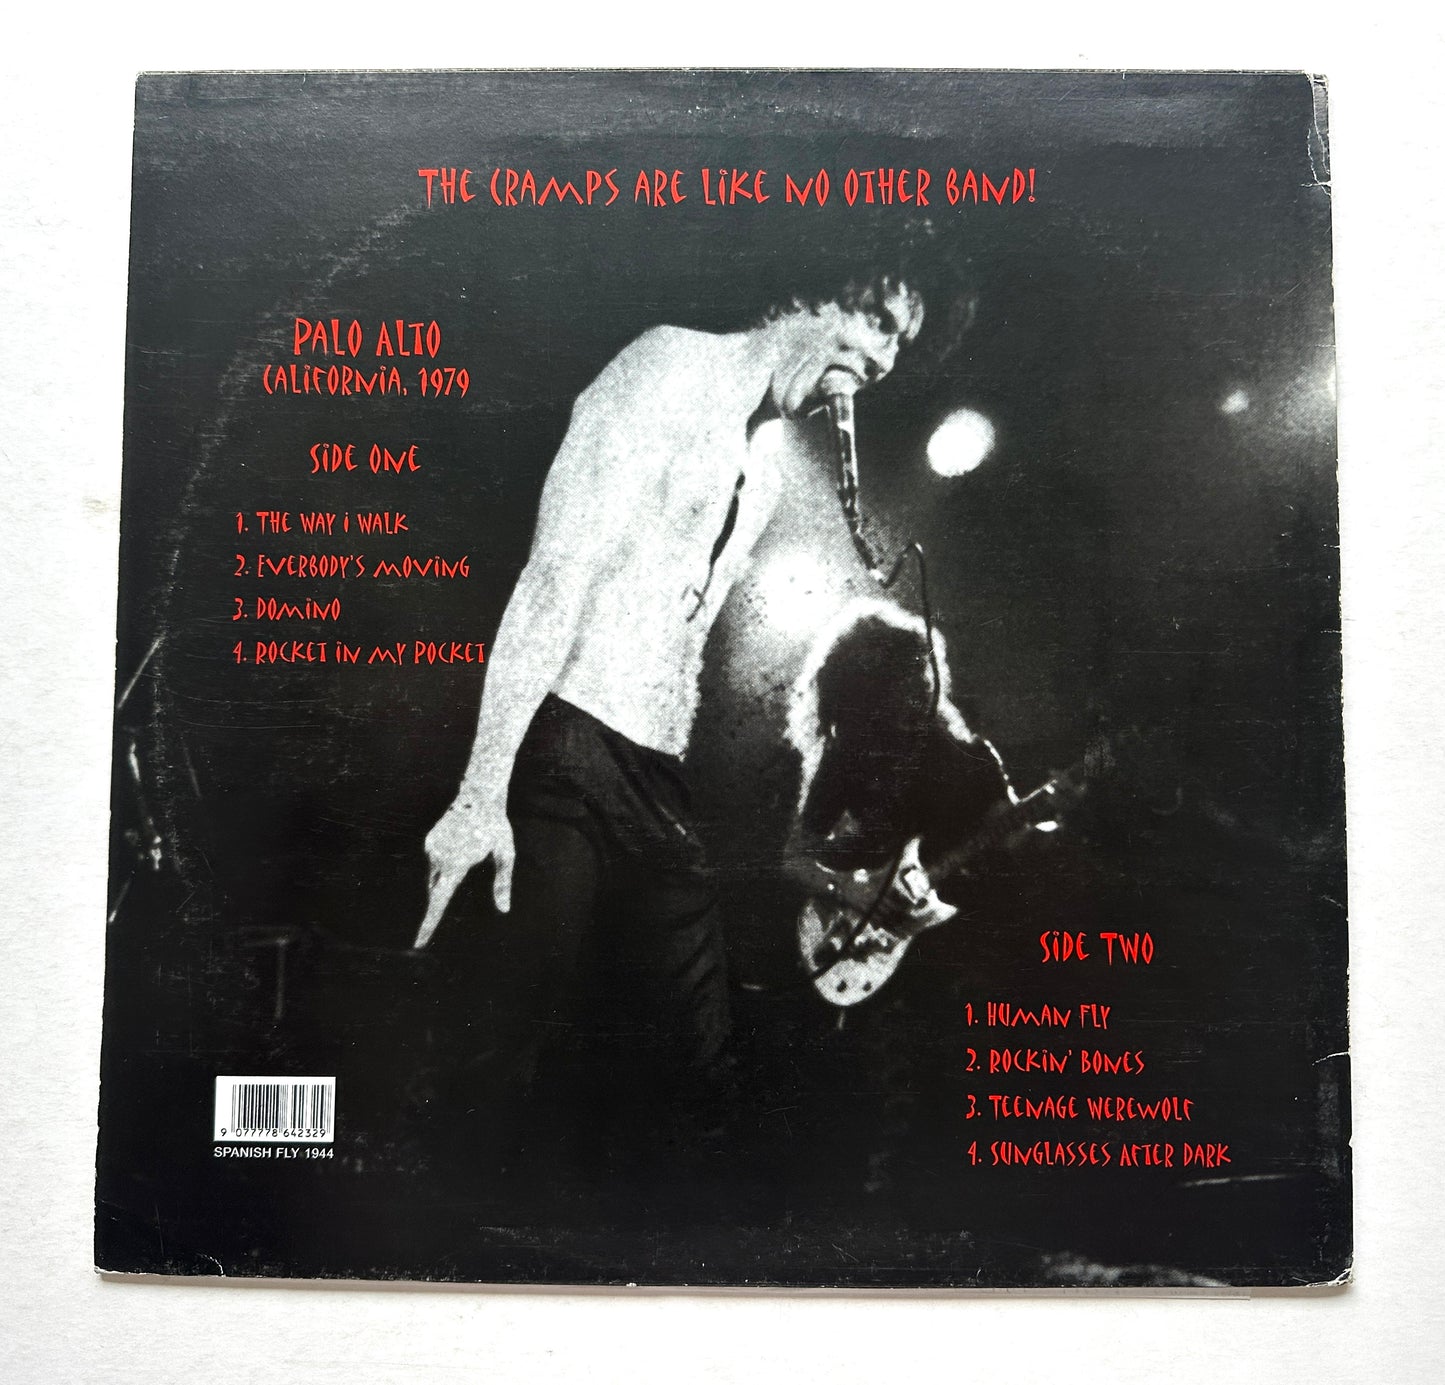 THE CRAMPS ARE LIKE NO OTHER BAND!
PALO ALTO
CALIFORNIA, 1979
SIDE ONE
1. THE WAY I WALK
2. EVERBODY'S MOVING
3. DOMINO
4. ROCKET IN MY POCKET
SIDE TWO
1. HUMAN FLY
2. ROCKIN' BONES
3. TEENAGE WEREWOLF
4. SUNGLASSES AFTER DARK
9 077778 642329
SPANISH FLY 1944